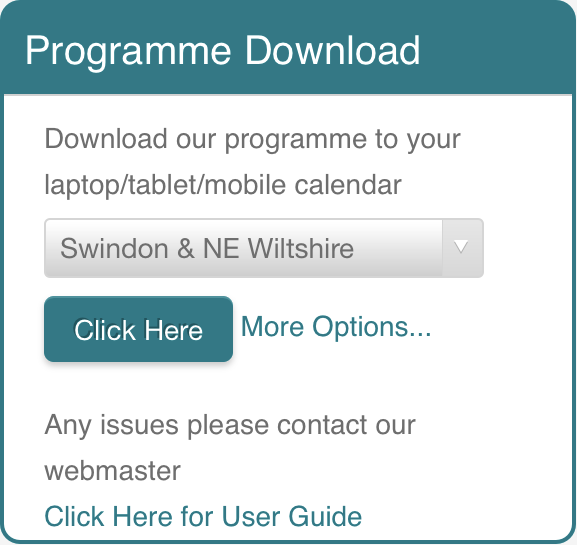 Programme Download
Download our programme to your
laptop/tablet/mobile calendar
Swindon & NE Wiltshire
Click Here More Options...
Any issues please contact our
webmaster
Click Here for User Guide